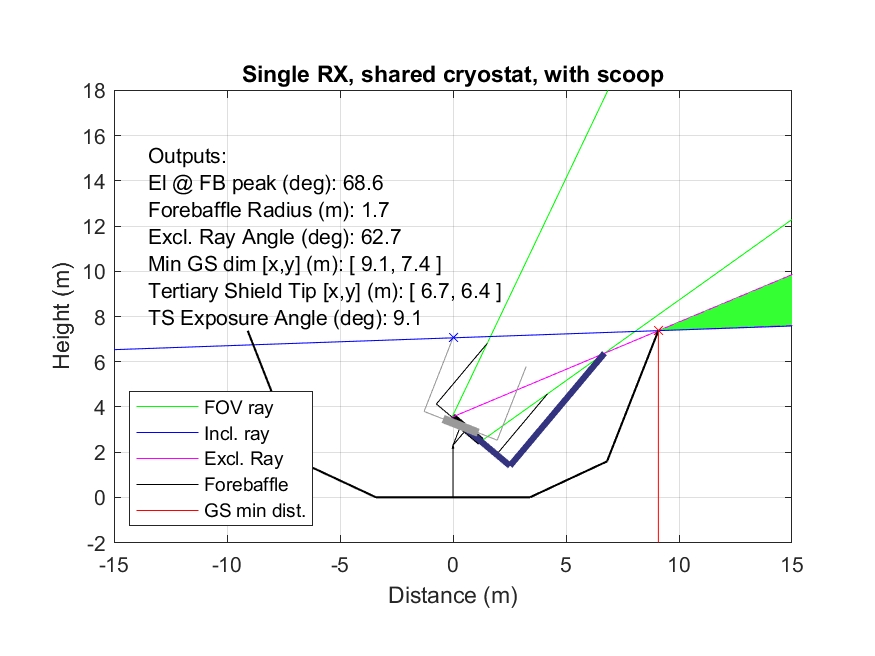 Single RX, shared cryostat, with scoop
18
16
14
12
10
8
6
4
2
0
-2
Height (m)
Outputs:
El @ FB peak (deg): 68.6
Forebaffle Radius (m): 1.7
Excl. Ray Angle (deg): 62.7
Min GS dim [x,y] (m): [ 9.1, 7.4 ]
Tertiary Shield Tip [x,y] (m): [ 6.7, 6.4 ]
TS Exposure Angle (deg): 9.1
FOV ray
Incl. ray
Excl. Ray
Forebaffle
GS min dist.
-15 -10 -5 0 5 10 15
Distance (m)